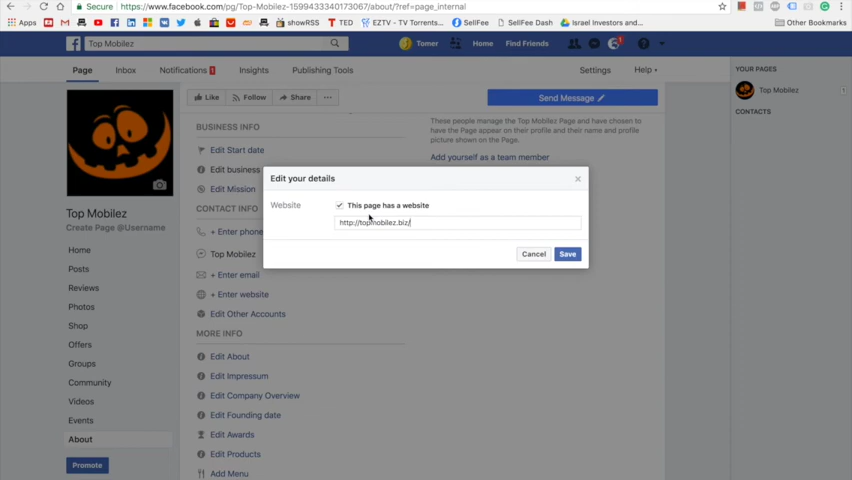 Secure https://www.facebook.com/pg/Top-Mobilez-1599433340173067/about/?ref=page_internal
Apps
showRSS
TED
EZTV - TV Torrents...
SellFee
SellFee Dash
Israel Investors and...
Other Bookmarks
Top Mobilez
Tomer
Home
Find Friends
1
Page
Inbox
Notifications 1
Insights
Publishing Tools
Settings
Help
YOUR PAGES
Top Mobilez
1
CONTACTS
Like
Follow
Share
Send Message
BUSINESS INFO
Edit Start date
Edit business
Edit Mission
CONTACT INFO
+ Enter phone
Top Mobilez
+ Enter email
+ Enter website
Edit Other Accounts
MORE INFO
Edit About
Edit Impressum
Edit Company Overview
Edit Founding date
Edit Awards
Edit Products
Add Menu
These people manage the Top Mobilez Page and have chosen to
have the Page appear on their profile and their name and profile
picture shown on the Page.
Add yourself as a team member
Edit your details
Website
This page has a website
http://topmobilez.biz/
Cancel
Save
Top Mobilez
Create Page @Username
Home
Posts
Reviews
Photos
Shop
Offers
Groups
Community
Videos
Events
About
Promote